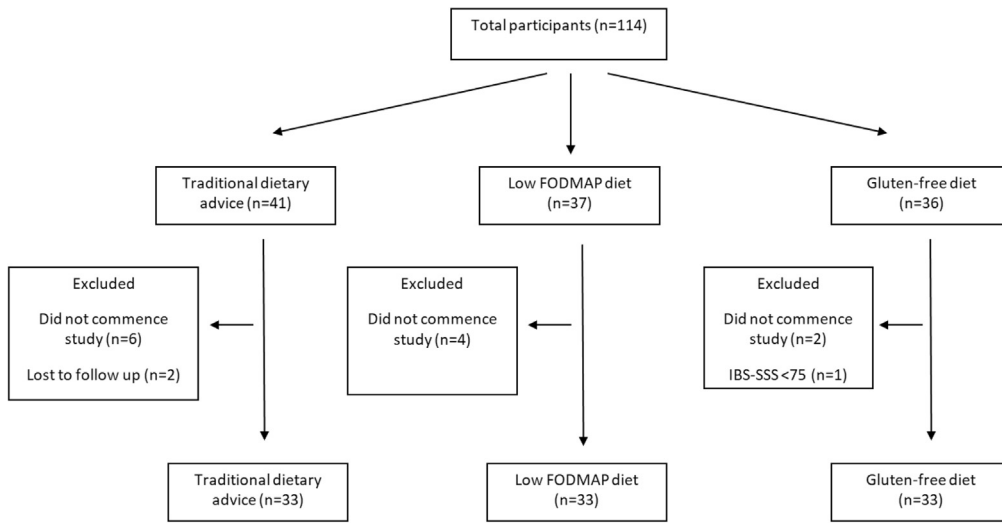 Total participants (n=114)
Traditional dietary
advice (n=41)
Low FODMAP diet
(n=37)
Gluten-free diet
(n=36)
Excluded
Did not commence
study (n=6)
Lost to follow up (n=2)
Excluded
Did not commence
study (n=4)
Excluded
Did not commence
study (n=2)
IBS-SSS <75 (n=1)
Traditional dietary
advice (n=33)
Low FODMAP diet
(n=33)
Gluten-free diet
(n=33)